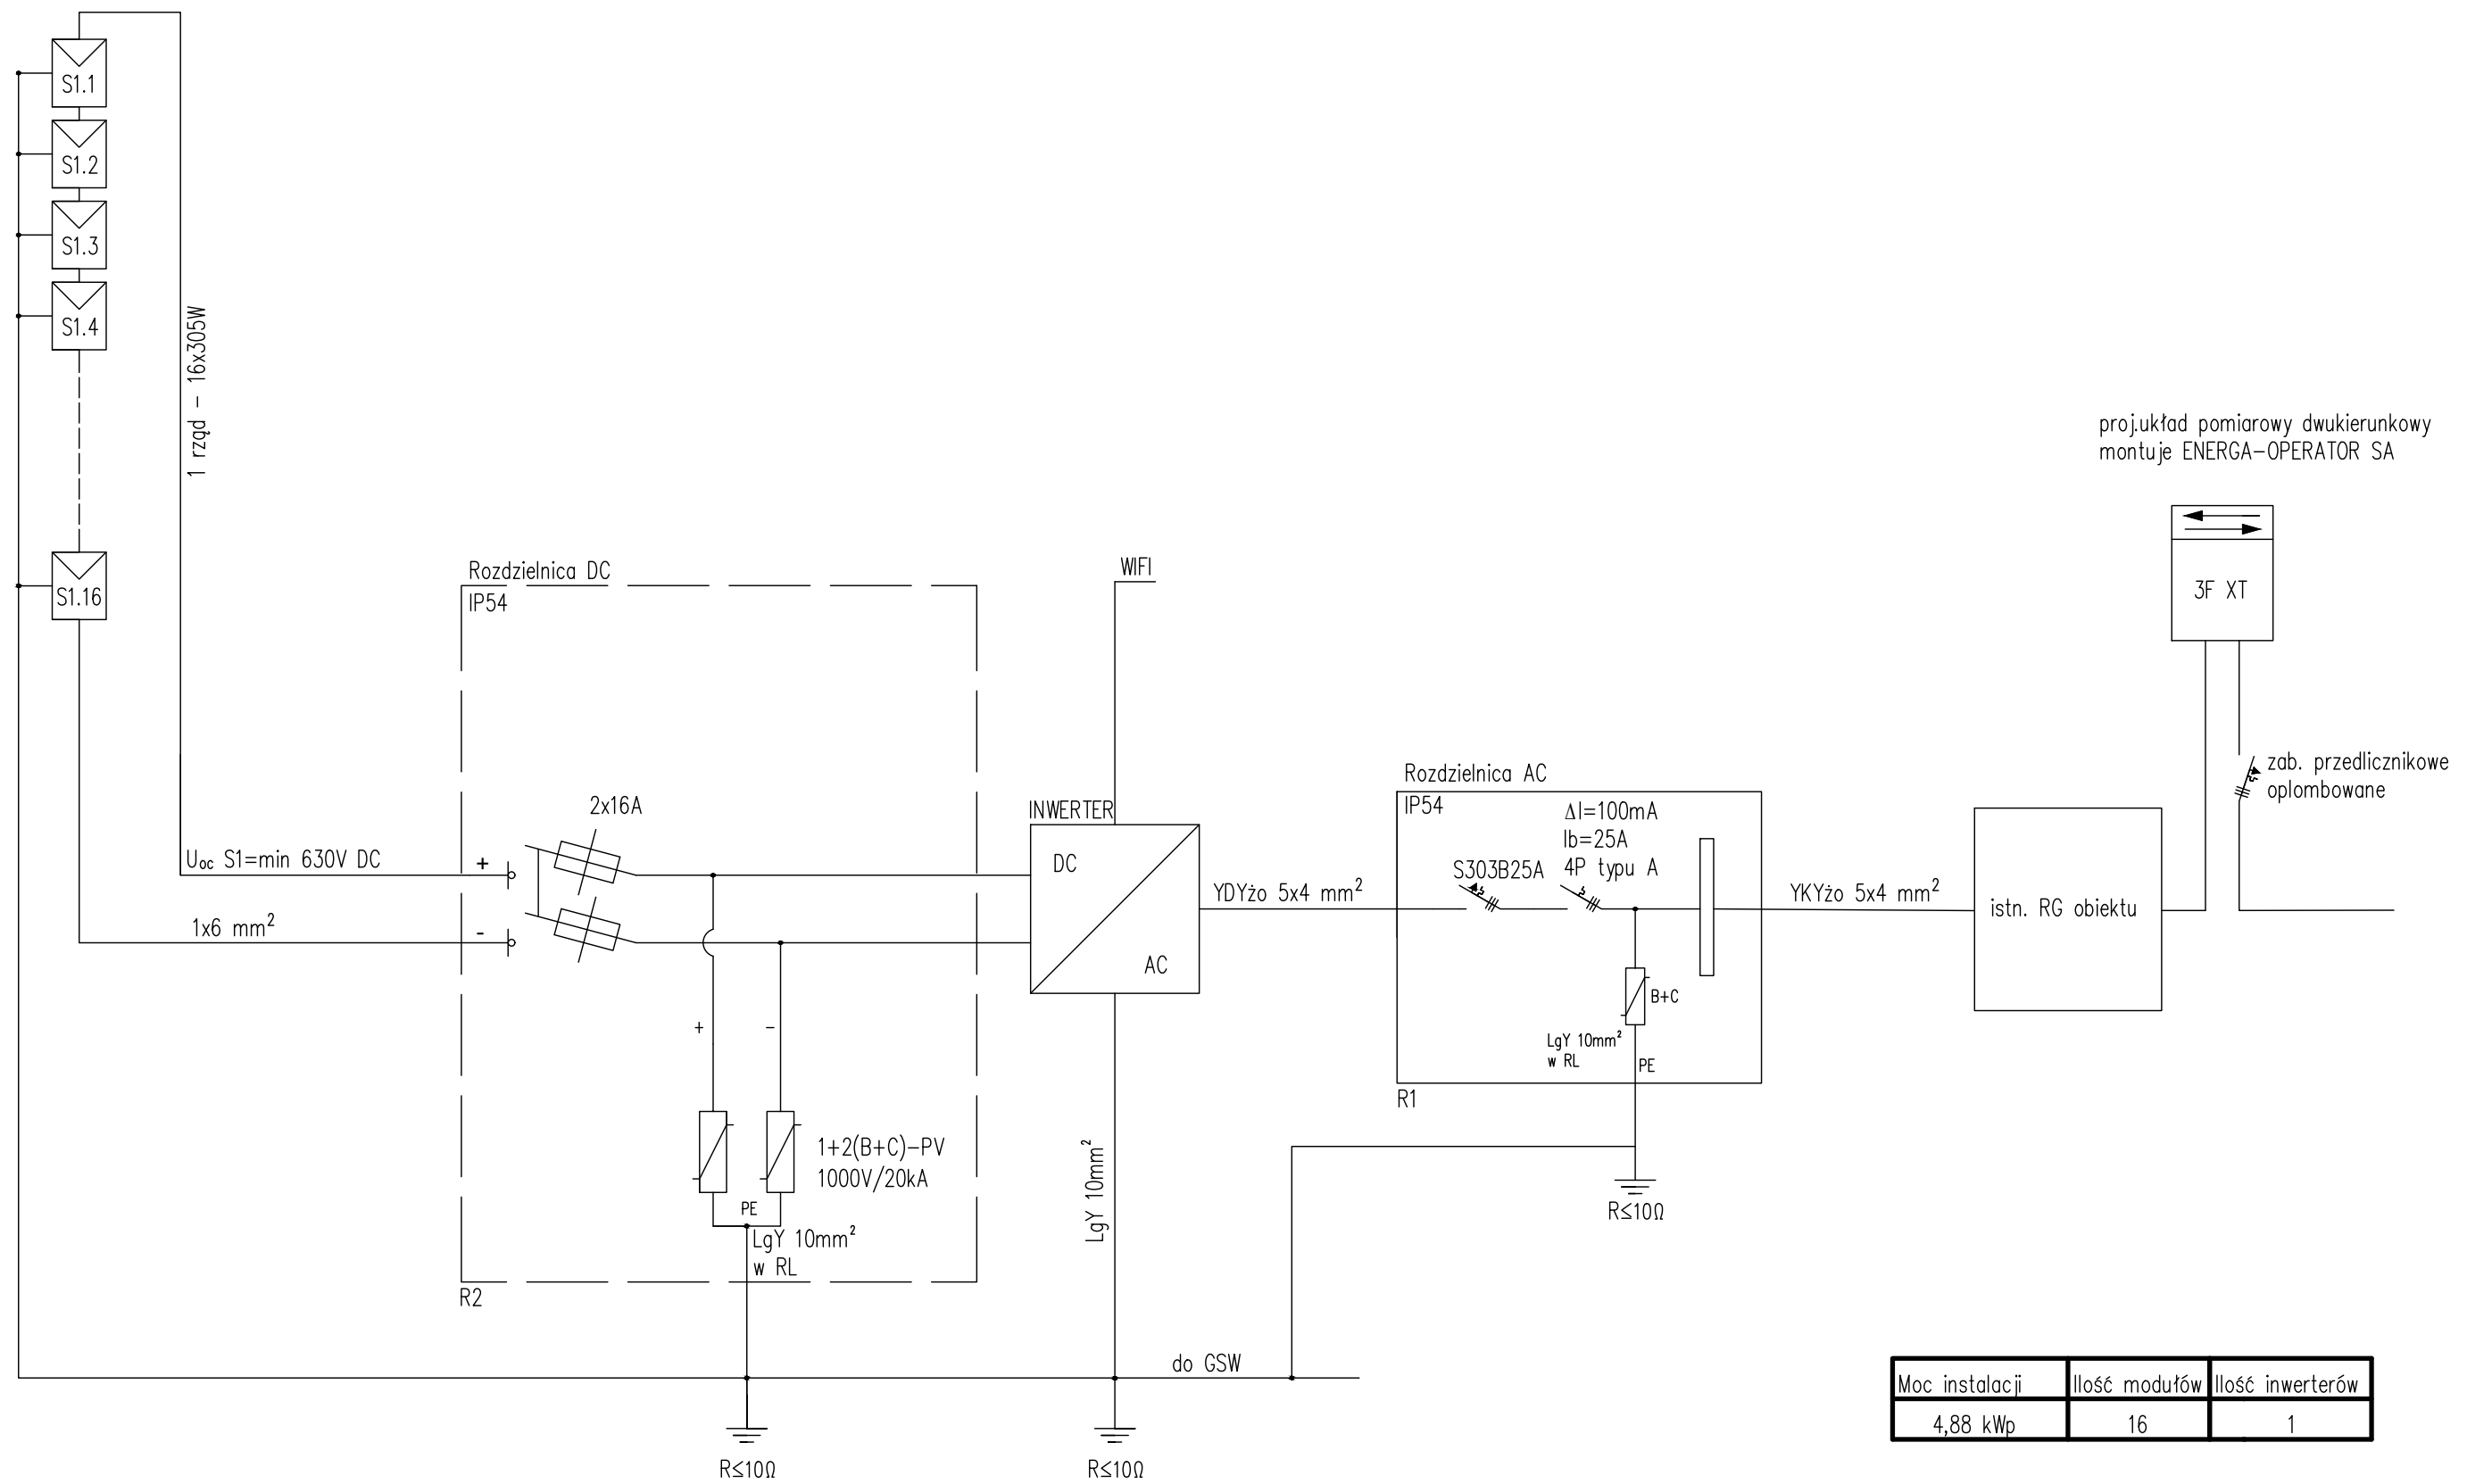 S1.1
S1.2
S1.3
S1.4
S1.16
1 rząd - 16x305W
Uoc S1=min 630V DC
1x6 mm²
Rozdzielnica DC
IP54
2x16A
+
-
+
-
1+2(B+C)-PV
1000V/20kA
PE
LgY 10mm²
w RL
R2
R≤10Ω
WIFI
INWERTER
DC
AC
LgY 10mm²
R≤10Ω
do GSW
YDYżo 5x4 mm²
Rozdzielnica AC
IP54
ΔI=100mA
Ib=25A
4P typu A
S303B25A
B+C
LgY 10mm²
w RL
PE
R1
R≤10Ω
YKYżo 5x4 mm²
istn. RG obiektu
proj.układ pomiarowy dwukierunkowy
montuje ENERGA-OPERATOR SA
3F XT
zab. przedlicznikowe
oplombowane
Moc instalacji Ilość modułów Ilość inwerterów
4,88 kWp 16 1